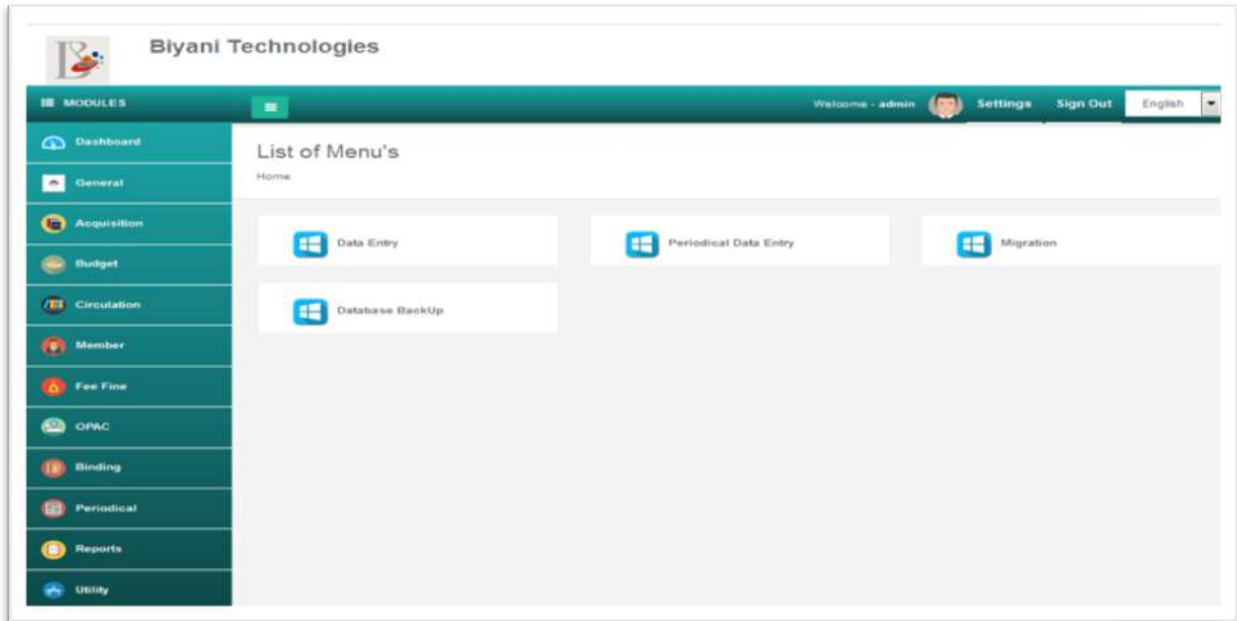 Biyani Technologies
MODULES
Welcome - admin Settings Sign Out English
Dashboard
General
Acquisition
Budget
Circulation
Member
Fee Fine
OPAC
Binding
Periodical
Reports
Utility
List of Menu's
Home
Data Entry Periodical Data Entry Migration
Database BackUp